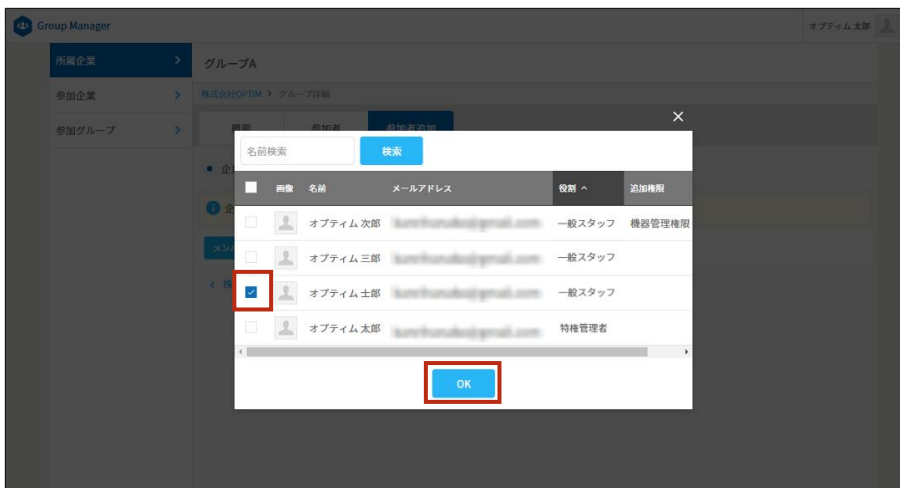 Group Manager
オプティム 太郎
所属企業
グループA
参加企業
株式会社OPTIM > グループ詳細
参加グループ
概要 参加者 参加者追加
名前検索 検索
画像 名前 メールアドレス 役割 追加権限
オプティム 次郎 一般スタッフ 機器管理権限
オプティム 三郎 一般スタッフ
オプティム 士郎 一般スタッフ
オプティム 太郎 特権管理者
OK